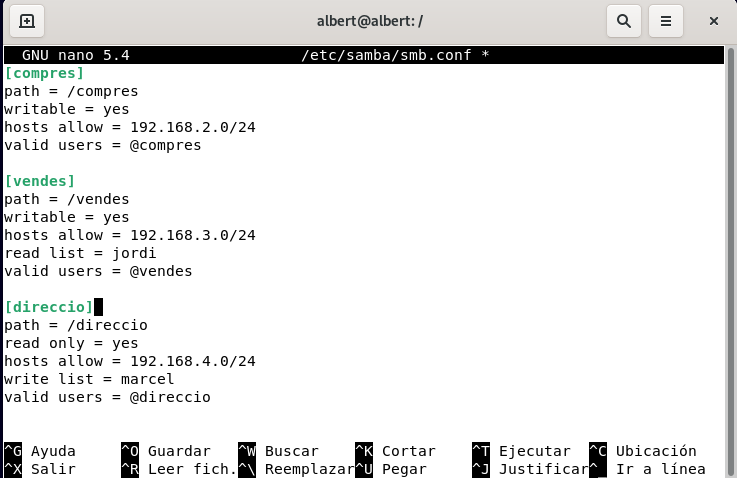 albert@albert: /
GNU nano 5.4 /etc/samba/smb.conf *
[compres]
path = /compres
writable = yes
hosts allow = 192.168.2.0/24
valid users = @compres
[vendes]
path = /vendes
writable = yes
hosts allow = 192.168.3.0/24
read list = jordi
valid users = @vendes
[direccio]
path = /direccio
read only = yes
hosts allow = 192.168.4.0/24
write list = marcel
valid users = @direccio
^G Ayuda ^O Guardar ^W Buscar ^K Cortar ^T Ejecutar ^C Ubicación
^X Salir ^R Leer fich. ^\ Reemplazar ^U Pegar ^J Justificar ^_ Ir a línea